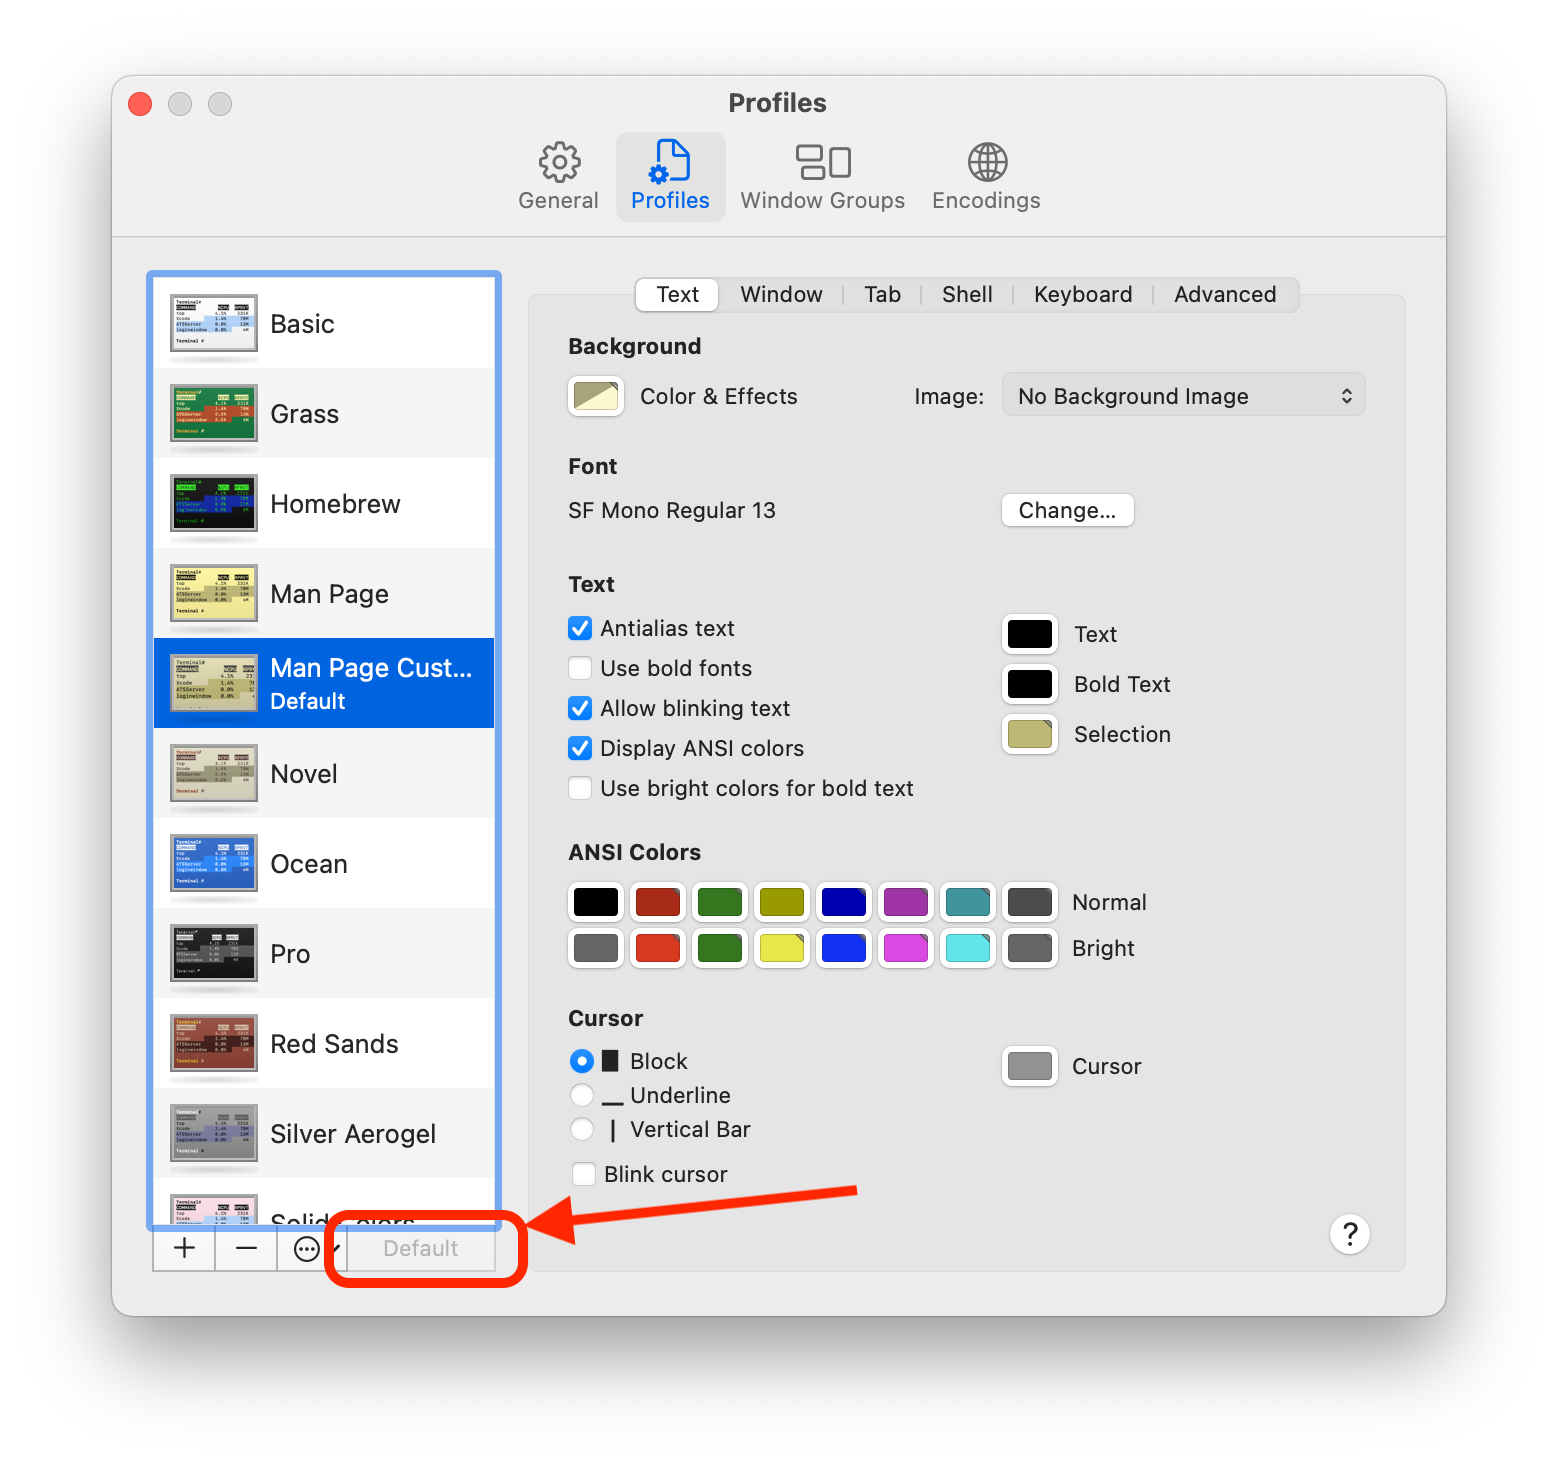 Profiles
General
Profiles
Window Groups
Encodings
Basic
Grass
Homebrew
Man Page
Man Page Cust...
Default
Novel
Ocean
Pro
Red Sands
Silver Aerogel
Solid Colors
Default
Text
Window
Tab
Shell
Keyboard
Advanced
Background
Color & Effects
Image:
No Background Image
Font
SF Mono Regular 13
Change...
Text
Antialias text
Use bold fonts
Allow blinking text
Display ANSI colors
Use bright colors for bold text
Text
Bold Text
Selection
ANSI Colors
Normal
Bright
Cursor
Block
Underline
Vertical Bar
Blink cursor
Cursor
?